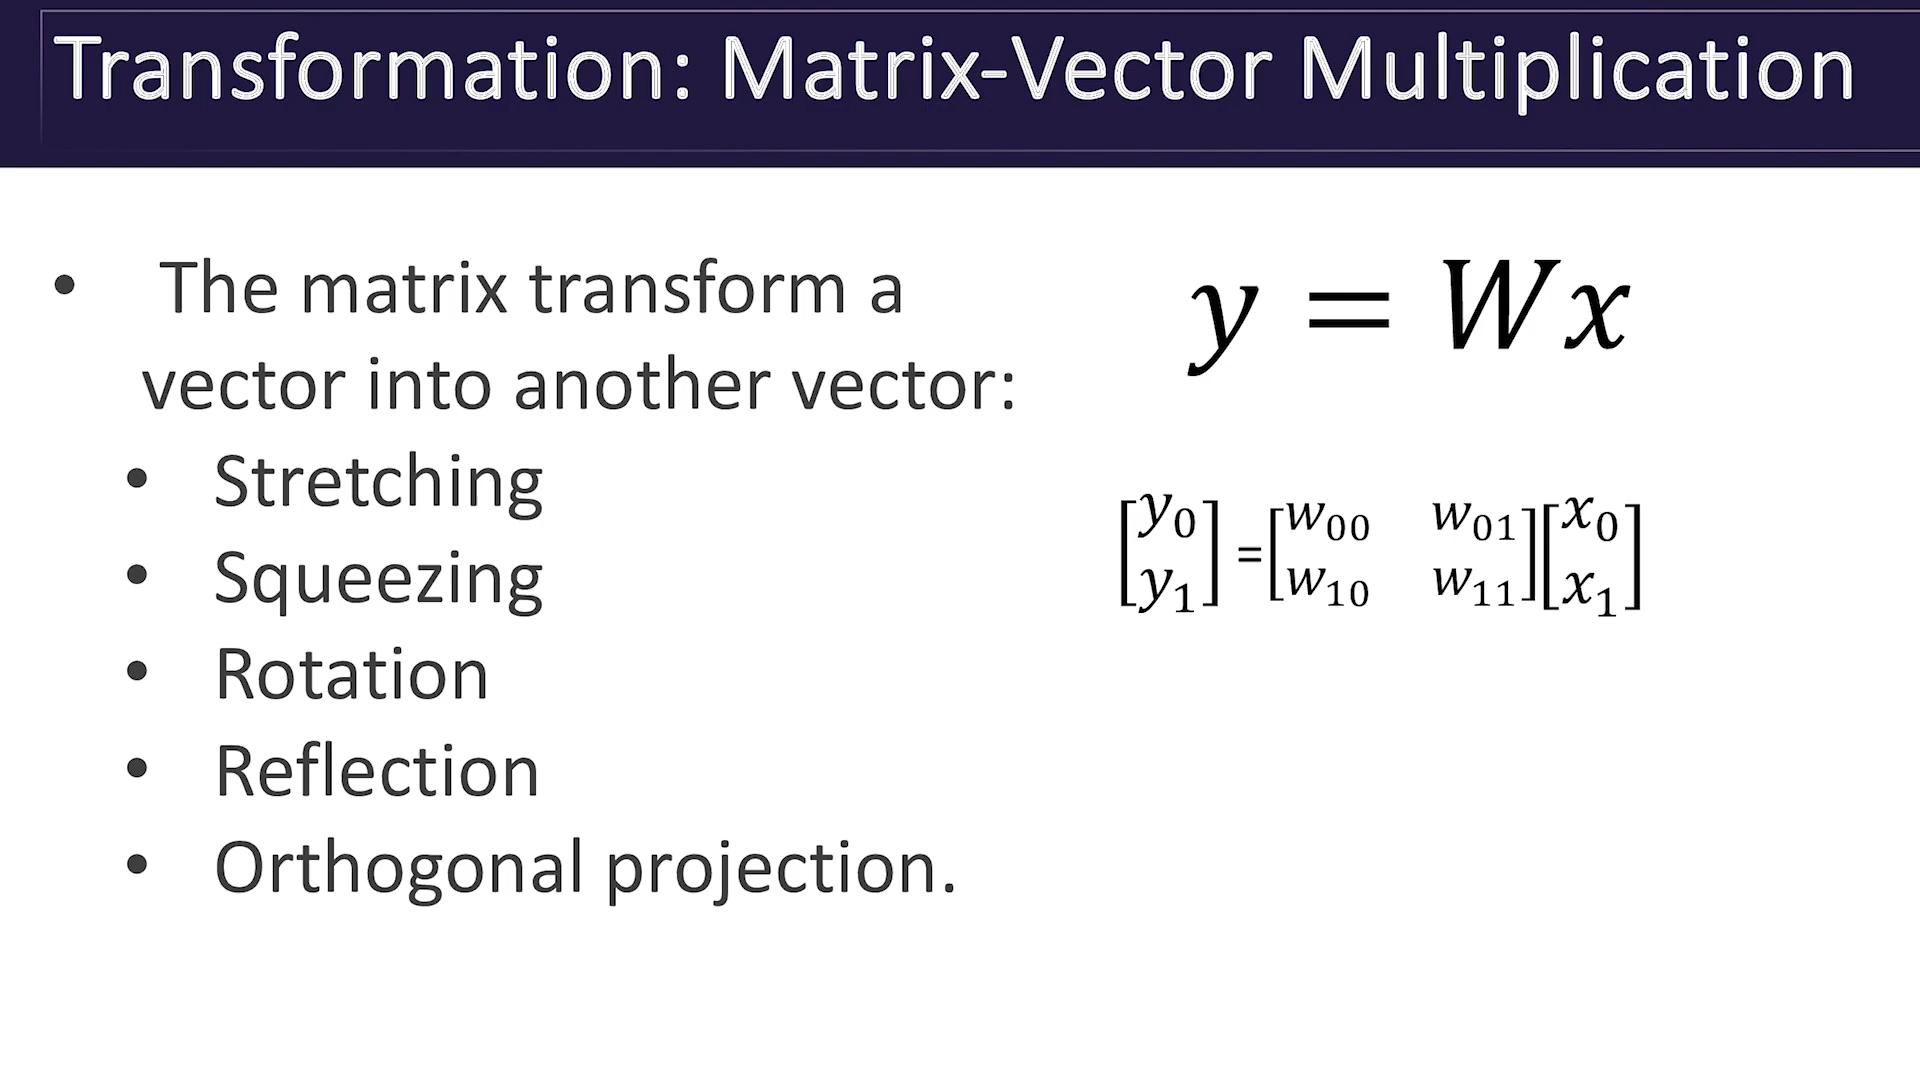 Transformation: Matrix-Vector Multiplication
• The matrix transform a
vector into another vector:
• Stretching
• Squeezing
• Rotation
• Reflection
• Orthogonal projection.
y = Wx
[y₀ y₁] = [w₀₀ w₀₁ w₁₀ w₁₁][x₀ x₁]